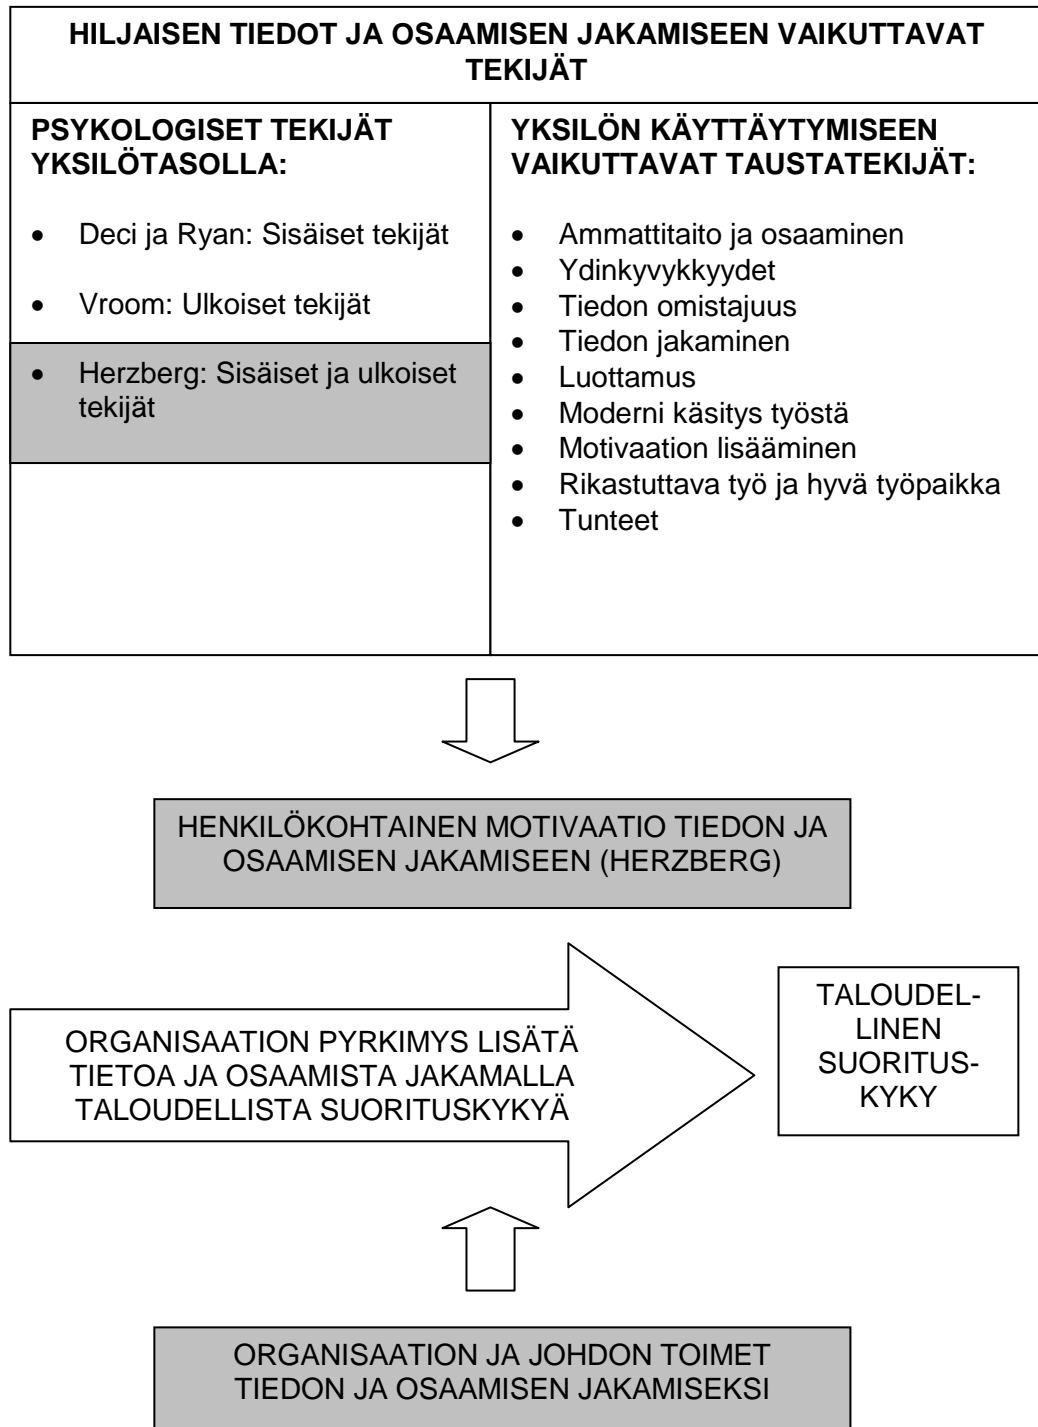 HILJAISEN TIEDOT JA OSAAMISEN JAKAMISEEN VAIKUTTAVAT
TEKIJÄT
PSYKOLOGISET TEKIJÄT
YKSILÖTASOLLA:
• Deci ja Ryan: Sisäiset tekijät
• Vroom: Ulkoiset tekijät
• Herzberg: Sisäiset ja ulkoiset
tekijät
YKSILÖN KÄYTTÄYTYMISEEN
VAIKUTTAVAT TAUSTATEKIJÄT:
• Ammattitaito ja osaaminen
• Ydinkyvykkyydet
• Tiedon omistajuus
• Tiedon jakaminen
• Luottamus
• Moderni käsitys työstä
• Motivaation lisääminen
• Rikastuttava työ ja hyvä työpaikka
• Tunteet
HENKILÖKOHTAINEN MOTIVAATIO TIEDON JA
OSAAMISEN JAKAMISEEN (HERZBERG)
ORGANISAATION PYRKIMYS LISÄTÄ
TIETOA JA OSAAMISTA JAKAMALLA
TALOUDELLISTA SUORITUSKYKYÄ
TALOUDEL-
LINEN
SUORITUS-
KYKY
ORGANISAATION JA JOHDON TOIMET
TIEDON JA OSAAMISEN JAKAMISEKSI